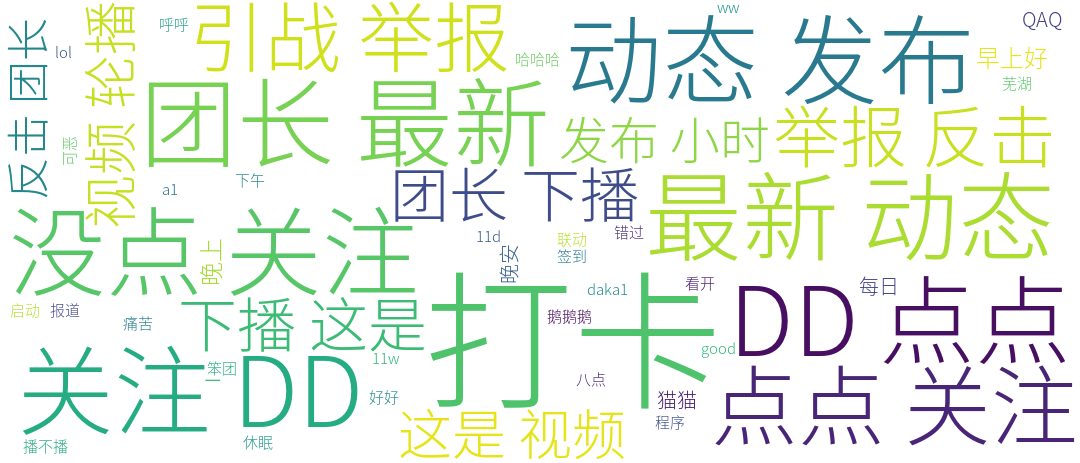 ww
引战 举报
QAQ
呼呼
视频 轮播
反击 团长
lol
哈哈哈
动态 发布
早上好
芜湖
团长 最新
发布 小时
举报 反击
可恶
a1
下午
团长 下播
最新 动态
没点 关注
晚上
11d
联动
错过
签到
晚安
打卡
daka1
看开
每日
DD 点点
启动
报道
痛苦
下播 这是
鹅鹅鹅
good
关注 DD
笨团
11w
八点
猫猫
点点 关注
好好
这是 视频
程序
播不播
休眠